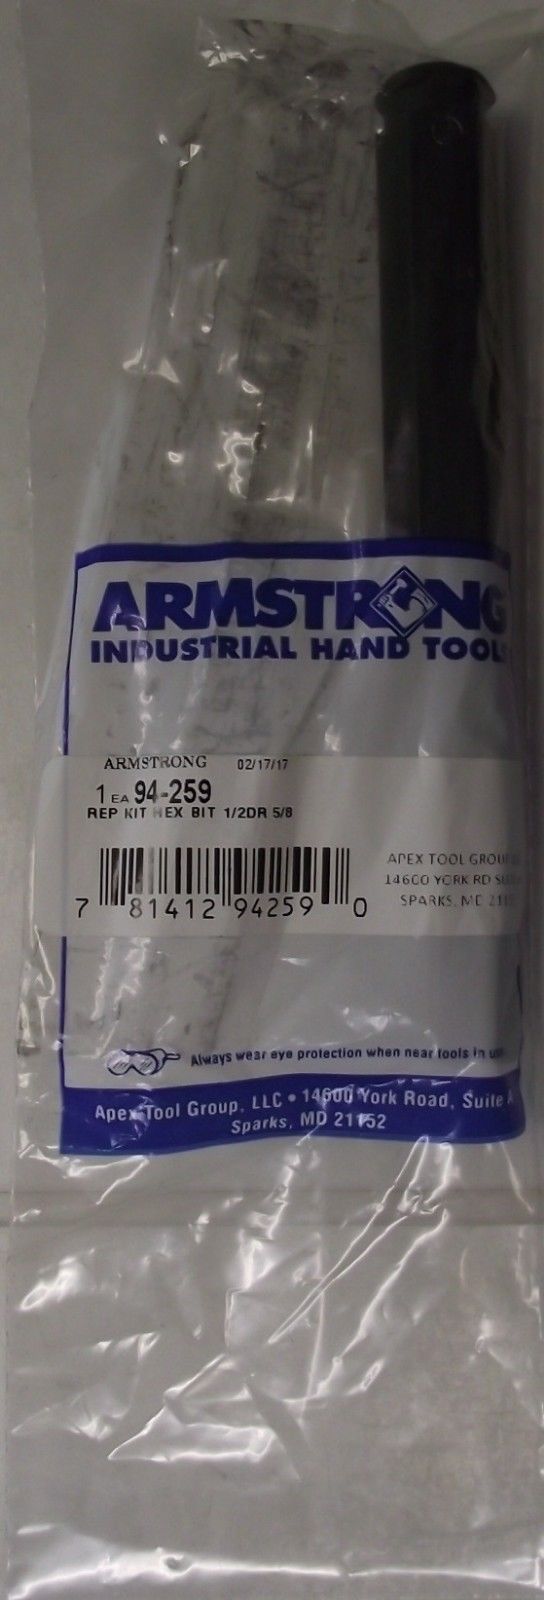 ARMSTRONG
INDUSTRIAL HAND TOOLS
ARMSTRONG 02/17/17
1 EA 94-259
REP KIT HEX BIT 1/2DR 5/8
7 81412 94259 0
APEX TOOL GROUP
14600 YORK RD
SPARKS, MD
Always wear eye protection when near tools in use.
Apex Tool Group, LLC • 14600 York Road, Suite A
Sparks, MD 21152